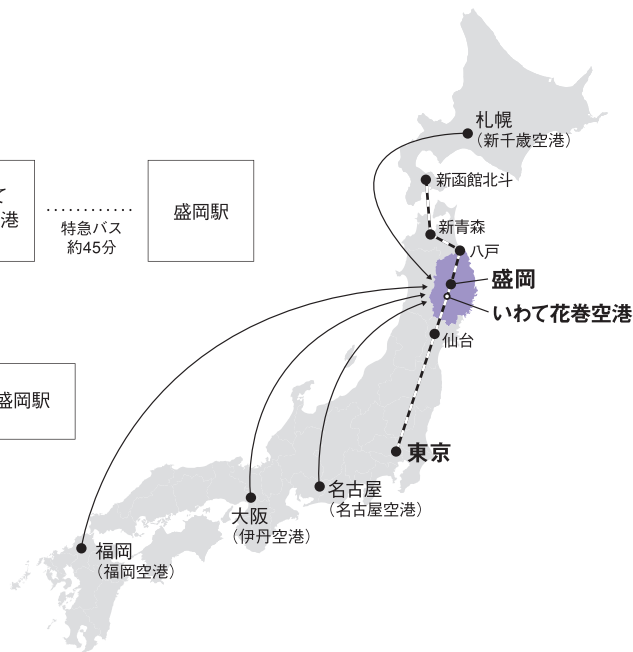 札幌
（新千歳空港）
新函館北斗
新青森
八戸
盛岡
いわて花巻空港
仙台
東京
名古屋
（名古屋空港）
大阪
（伊丹空港）
福岡
（福岡空港）
て
港
特急バス
約45分
盛岡駅
盛岡駅